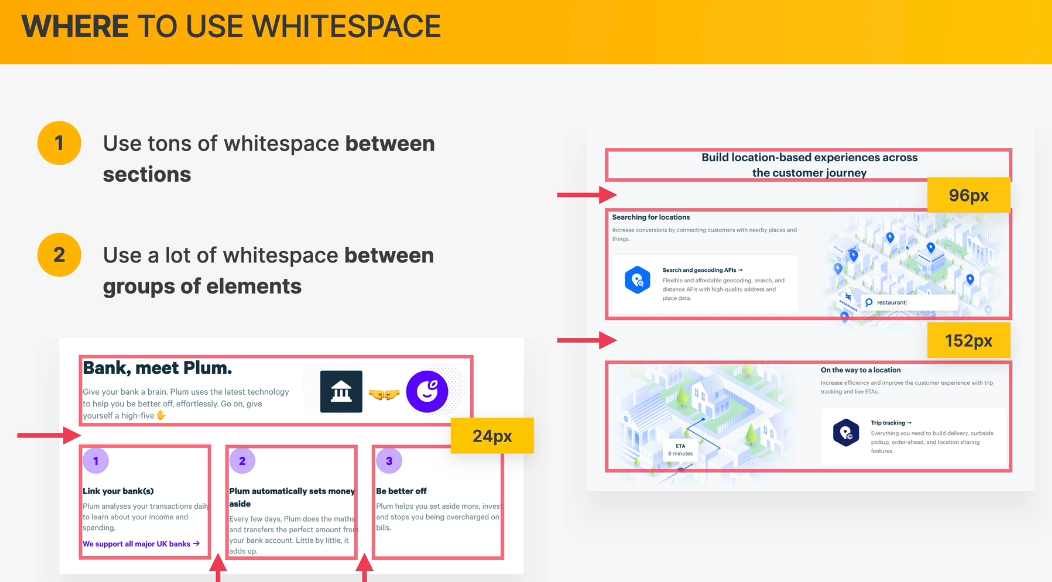 WHERE TO USE WHITESPACE
1
Use tons of whitespace between
sections
2
Use a lot of whitespace between
groups of elements
Bank, meet Plum.
Give your bank a brain. Plum uses the latest technology
to help you be better off, effortlessly. Go on, give
yourself a high-five ✋
24px
1
Link your bank(s)
Plum analyses your transactions daily
to learn about your income and
spending.
We support all major UK banks →
2
Plum automatically sets money
aside
Every few days, Plum does the maths
and transfers the perfect amount from
your bank account. Little by little, it
adds up.
3
Be better off
Plum helps you set aside more, invest
and stops you being overcharged on
bills.
Build location-based experiences across
the customer journey
96px
Searching for locations
Increase conversions by connecting customers with nearby places and
things.
Search and geocoding APIs →
Flexible and affordable geocoding, search, and
distance APIs with high-quality address and
place data.
restaurant
152px
On the way to a location
Increase efficiency and improve the customer experience with trip
tracking and live ETAs.
Trip tracking →
Everything you need to build delivery, curbside
pickup, order-ahead, and location sharing
features.
ETA
8 minutes